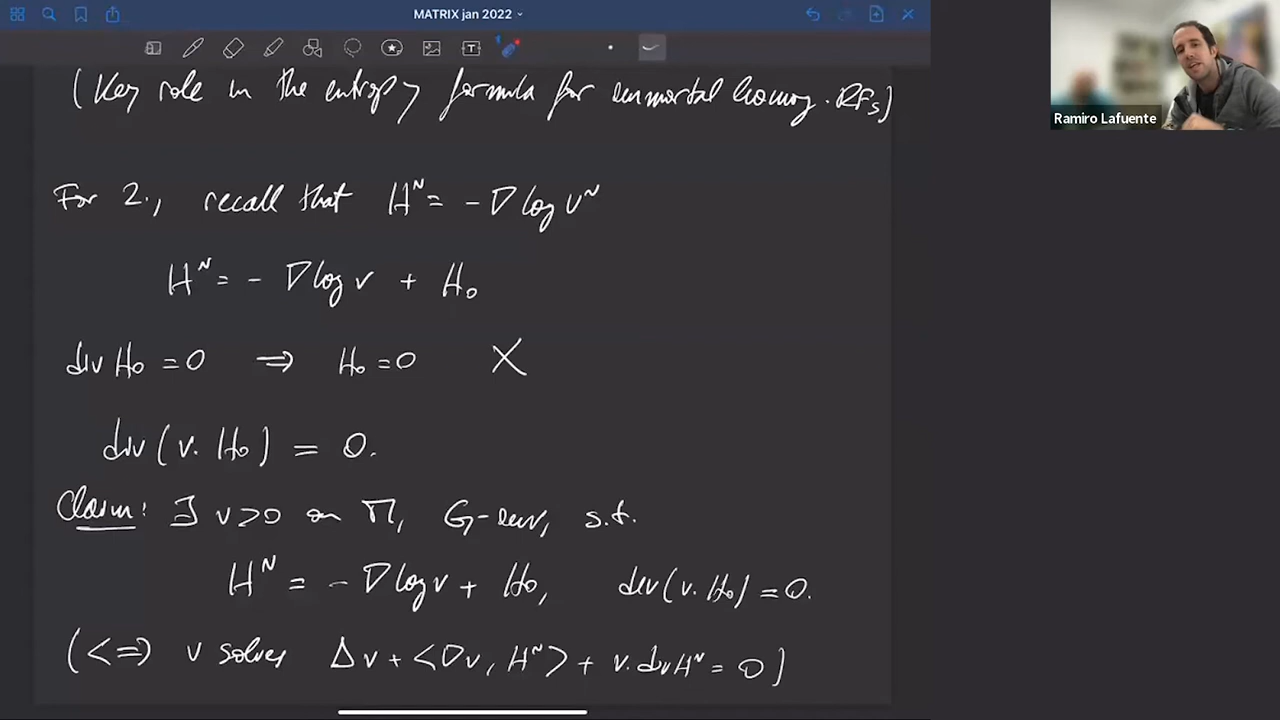 MATRIX jan 2022
(Key role in the entropy formula for immortal homog. RFs)
For 2., recall that H^N = - ∇ log v^N
H^N = - ∇ log v + H₀
div H₀ = 0 ⇒ H₀ = 0 X
div (v. H₀) = 0.
Claim: ∃ v>0 on M, G-inv, s.t.
H^N = - ∇ log v + H₀, div (v. H₀) = 0.
(<=> v solves Δv + <∇v, H^N> + v. div H^N = 0)
Ramiro Lafuente